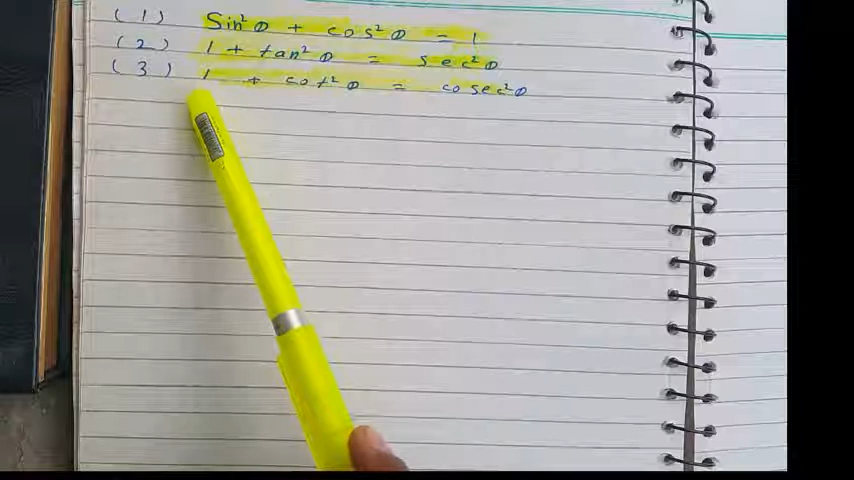 (1) Sin²θ + cos²θ = 1
(2) 1 + tan²θ = sec²θ
(3) 1 + cot²θ = cosec²θ